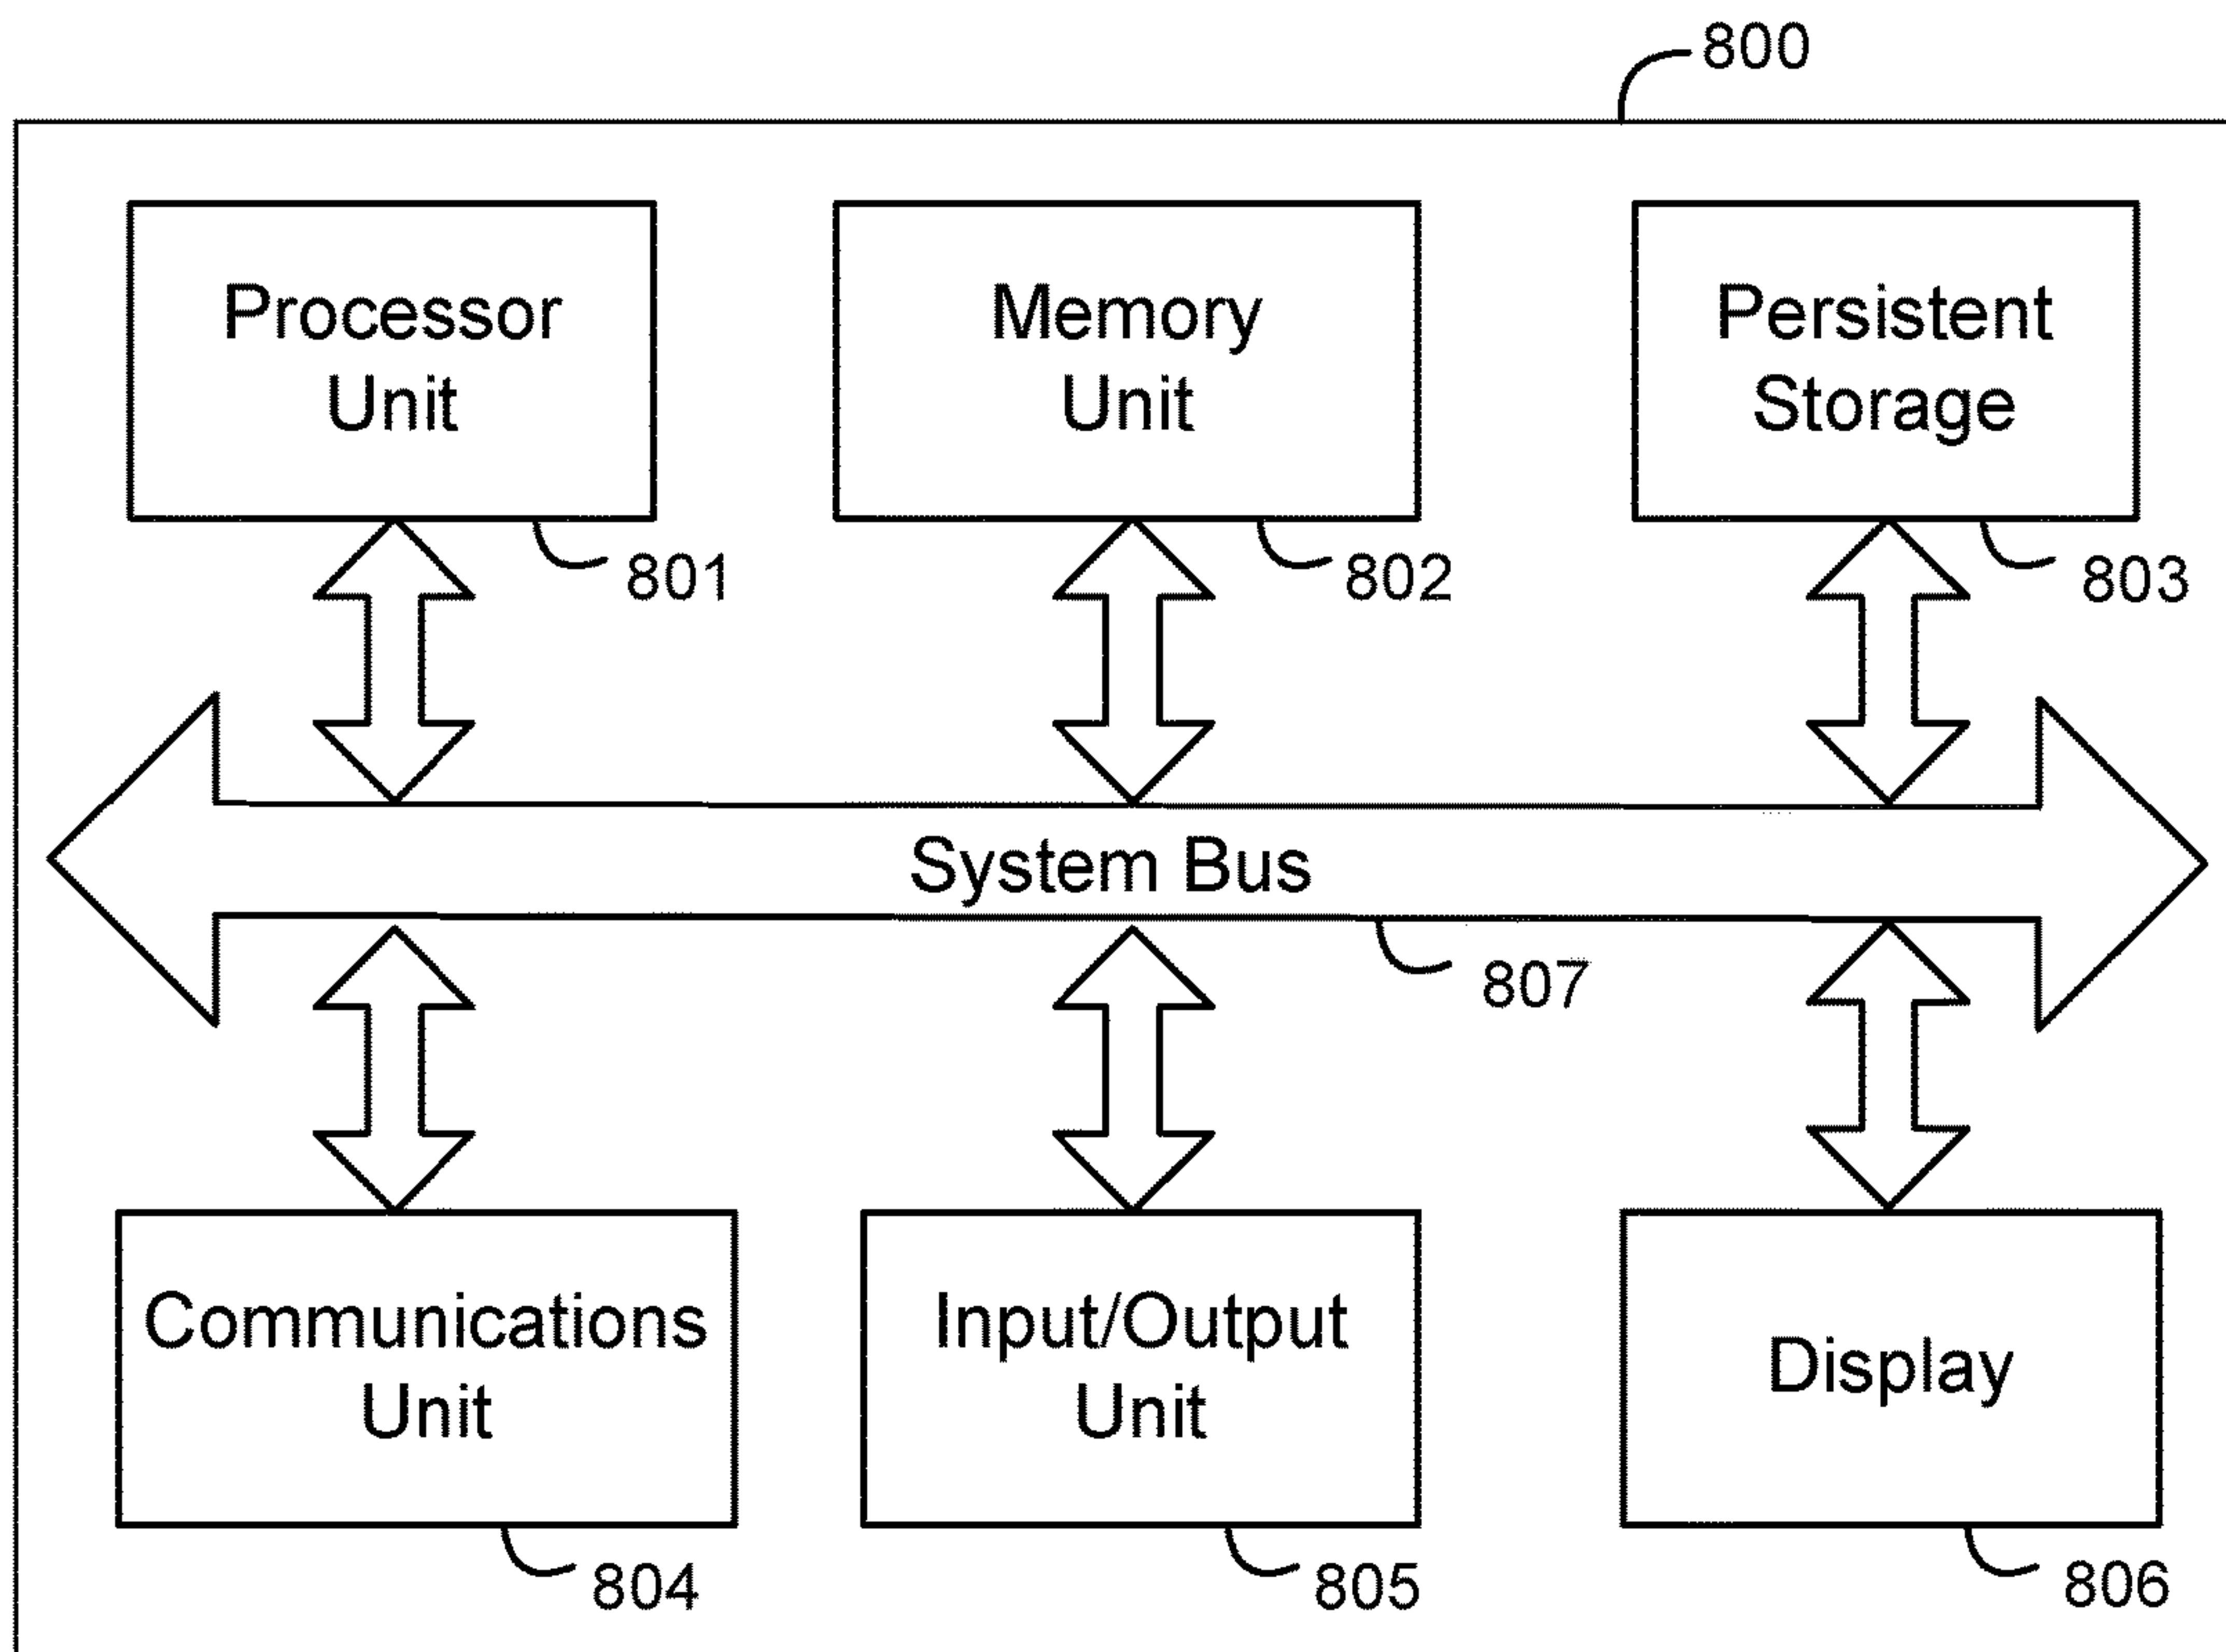 800
Processor
Unit
Memory
Unit
Persistent
Storage
801
802
803
System Bus
807
Communications
Unit
Input/Output
Unit
Display
804
805
806